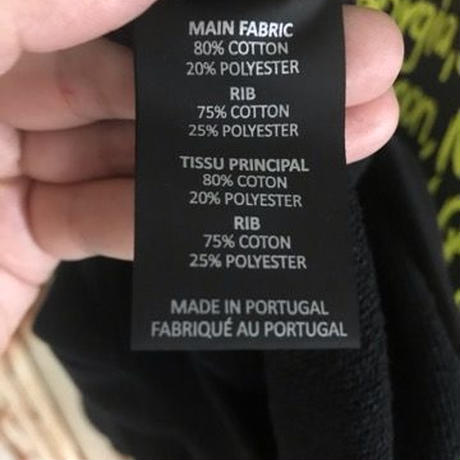 MAIN FABRIC
80% COTTON
20% POLYESTER
RIB
75% COTTON
25% POLYESTER
TISSU PRINCIPAL
80% COTON
20% POLYESTER
RIB
75% COTON
25% POLYESTER
MADE IN PORTUGAL
FABRIQUÉ AU PORTUGAL